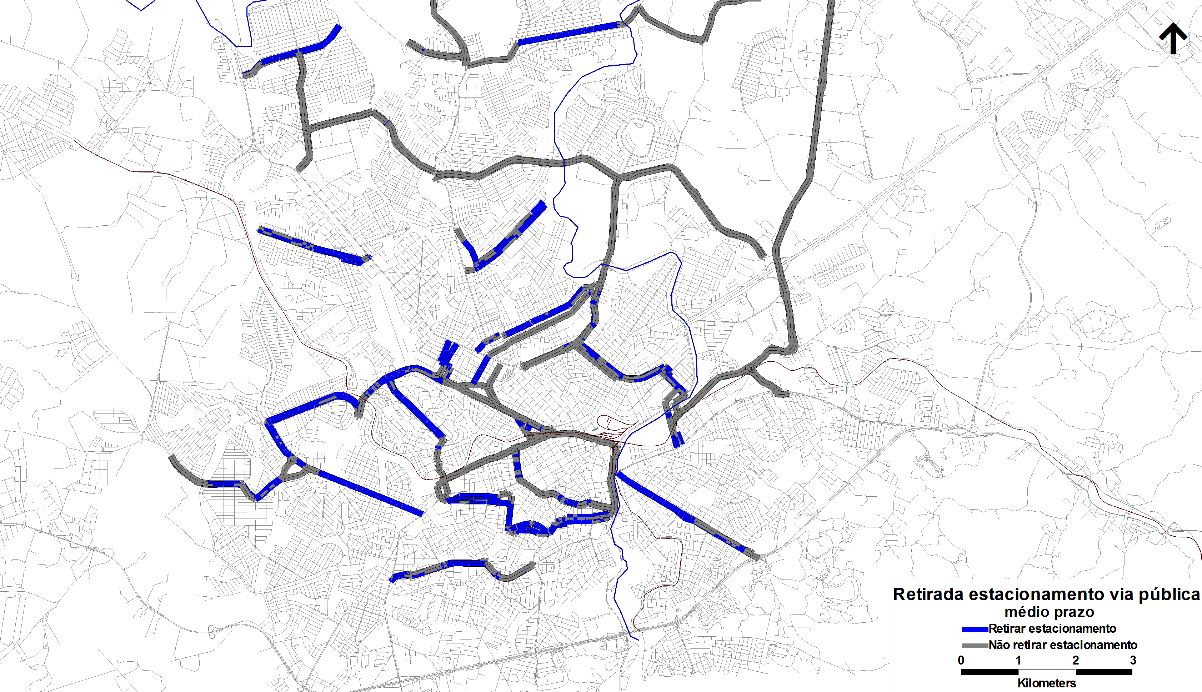 Retirada estacionamento via pública
médio prazo
Retirar estacionamento
Não retirar estacionamento
0 1 2 3
Kilometers